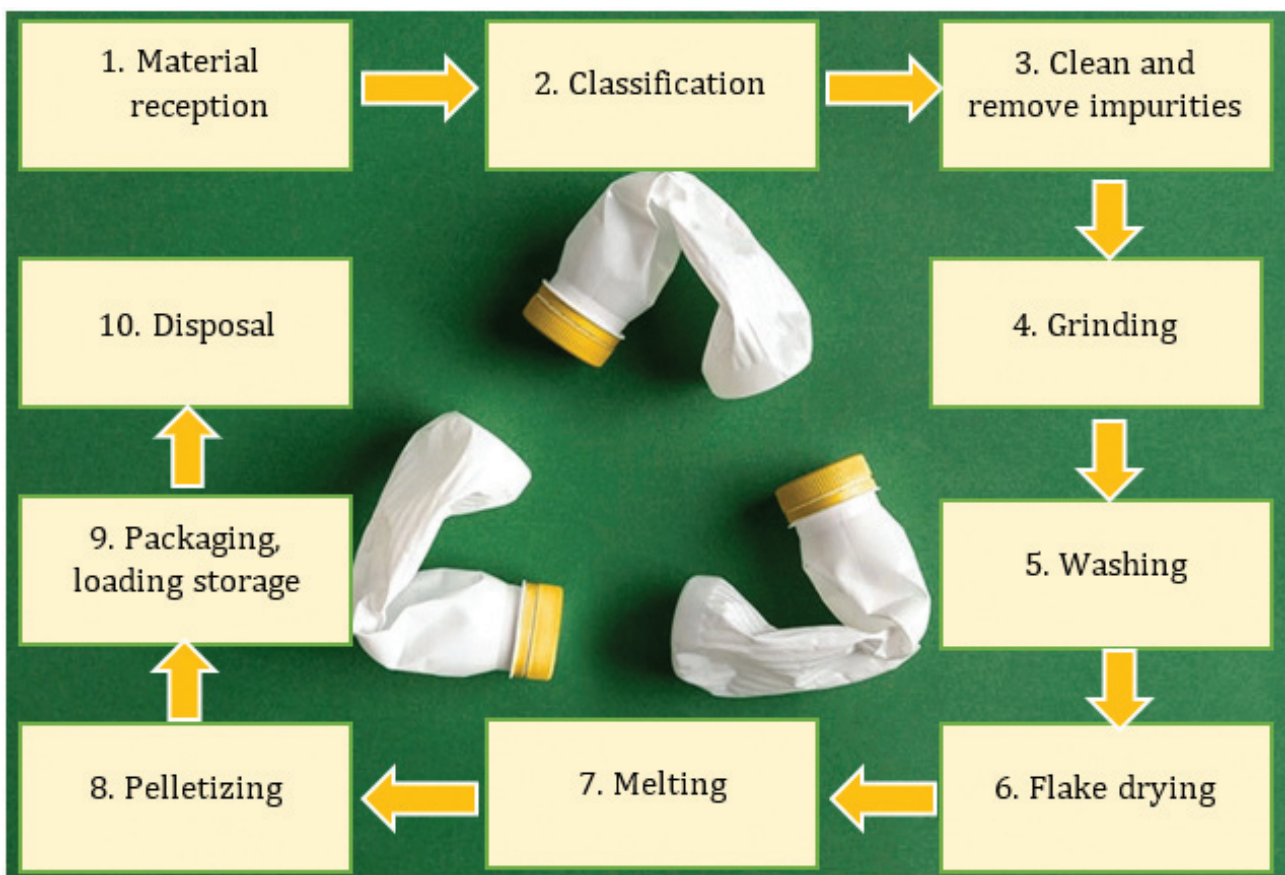 1. Material
reception
2. Classification
3. Clean and
remove impurities
4. Grinding
5. Washing
6. Flake drying
7. Melting
8. Pelletizing
9. Packaging,
loading storage
10. Disposal